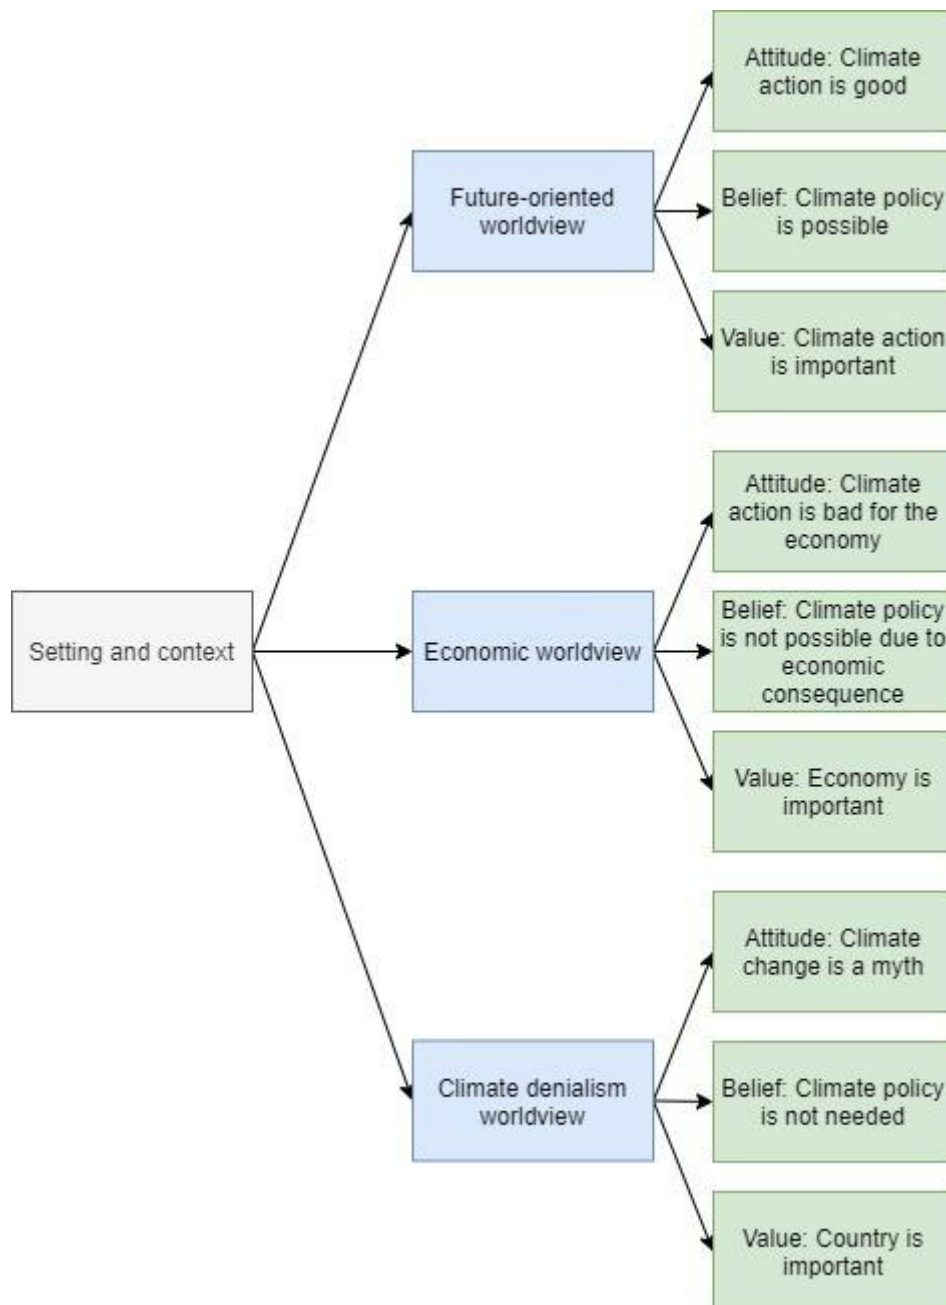 Attitude: Climate
action is good
Future-oriented
worldview
Belief: Climate policy
is possible
Value: Climate action
is important
Attitude: Climate
action is bad for the
economy
Setting and context
Economic worldview
Belief: Climate policy
is not possible due to
economic
consequence
Value: Economy is
important
Attitude: Climate
change is a myth
Climate denialism
worldview
Belief: Climate policy
is not needed
Value: Country is
important